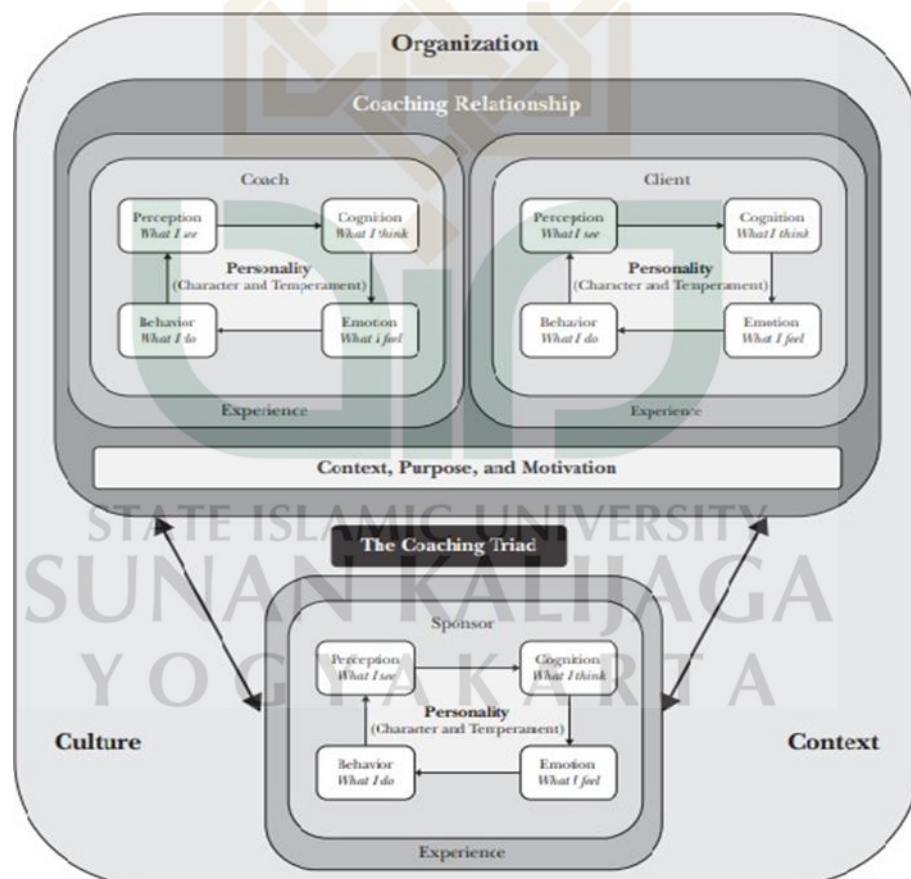 Organization
Coaching Relationship
Coach
Perception
What I see
Cognition
What I think
Personality
(Character and Temperament)
Behavior
What I do
Emotion
What I feel
Experience
Client
Perception
What I see
Cognition
What I think
Personality
(Character and Temperament)
Behavior
What I do
Emotion
What I feel
Experience
Context, Purpose, and Motivation
STATE ISLAMIC UNIVERSITY
The Coaching Triad
SUNAN KALIJAGA
YOGYAKARTA
Sponsor
Perception
What I see
Cognition
What I think
Personality
(Character and Temperament)
Behavior
What I do
Emotion
What I feel
Experience
Culture
Context